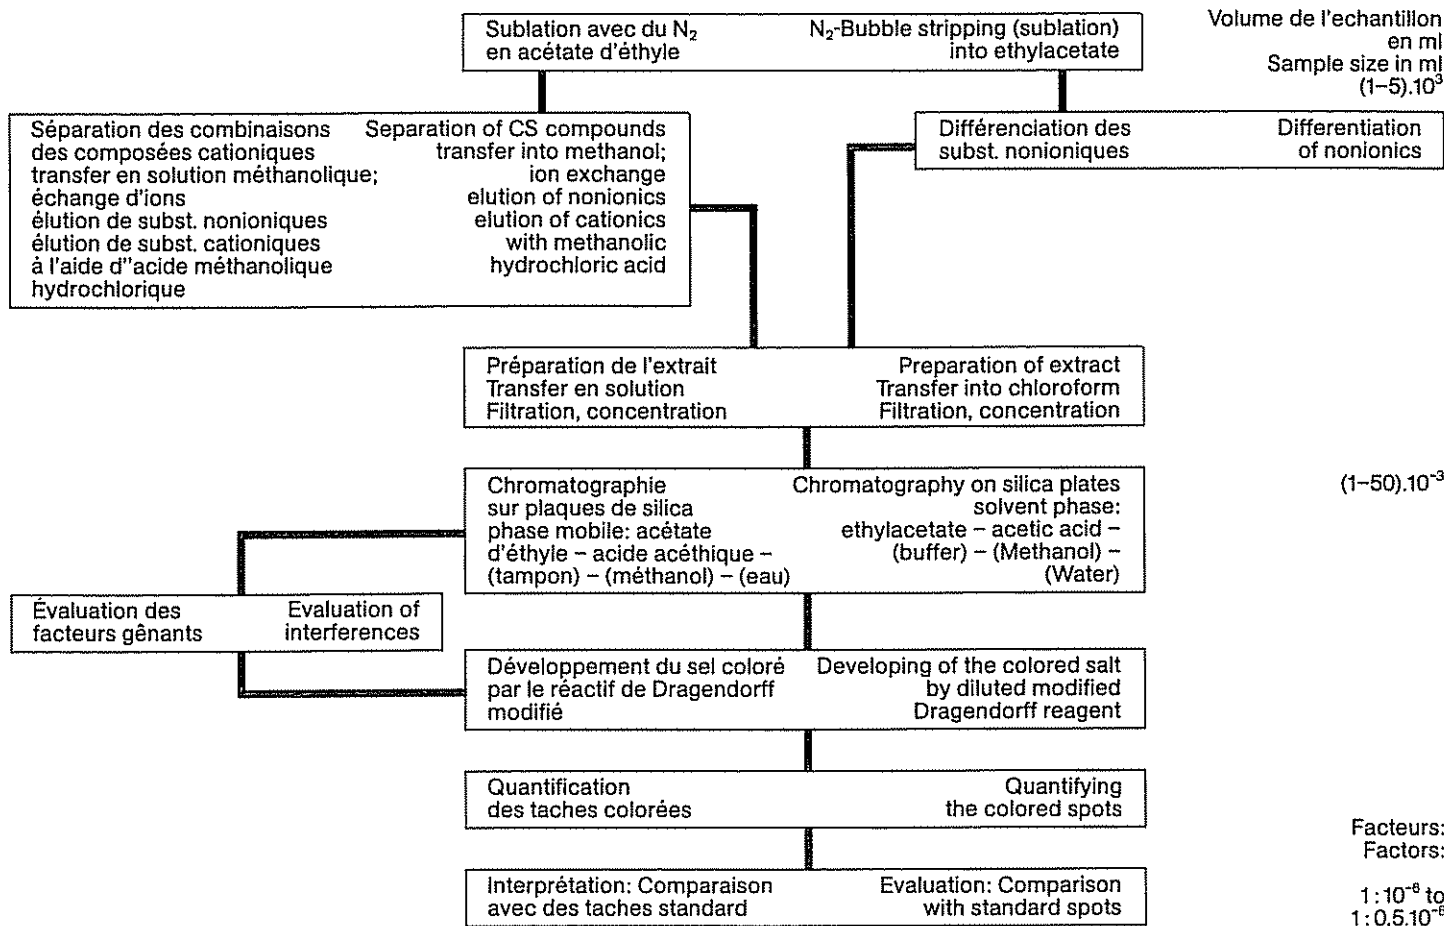 Sublation avec du N₂
en acétate d'éthyle
N₂-Bubble stripping (sublation)
into ethylacetate
Volume de l'echantillon
en ml
Sample size in ml
(1–5).10³
Séparation des combinaisons
des composées cationiques
transfer en solution méthanolique;
échange d'ions
élution de subst. nonioniques
élution de subst. cationiques
à l'aide d''acide méthanolique
hydrochlorique
Separation of CS compounds
transfer into methanol;
ion exchange
elution of nonionics
elution of cationics
with methanolic
hydrochloric acid
Différenciation des
subst. nonioniques
Differentiation
of nonionics
Préparation de l'extrait
Transfer en solution
Filtration, concentration
Preparation of extract
Transfer into chloroform
Filtration, concentration
Chromatographie
sur plaques de silica
phase mobile: acétate
d'éthyle – acide acéthique –
(tampon) – (méthanol) – (eau)
Chromatography on silica plates
solvent phase:
ethylacetate – acetic acid –
(buffer) – (Methanol) –
(Water)
(1–50).10⁻³
Évaluation des
facteurs gênants
Evaluation of
interferences
Développement du sel coloré
par le réactif de Dragendorff
modifié
Developing of the colored salt
by diluted modified
Dragendorff reagent
Quantification
des taches colorées
Quantifying
the colored spots
Facteurs:
Factors:
Interprétation: Comparaison
avec des taches standard
Evaluation: Comparison
with standard spots
1:10⁻⁶ to
1:0.5.10⁻⁶